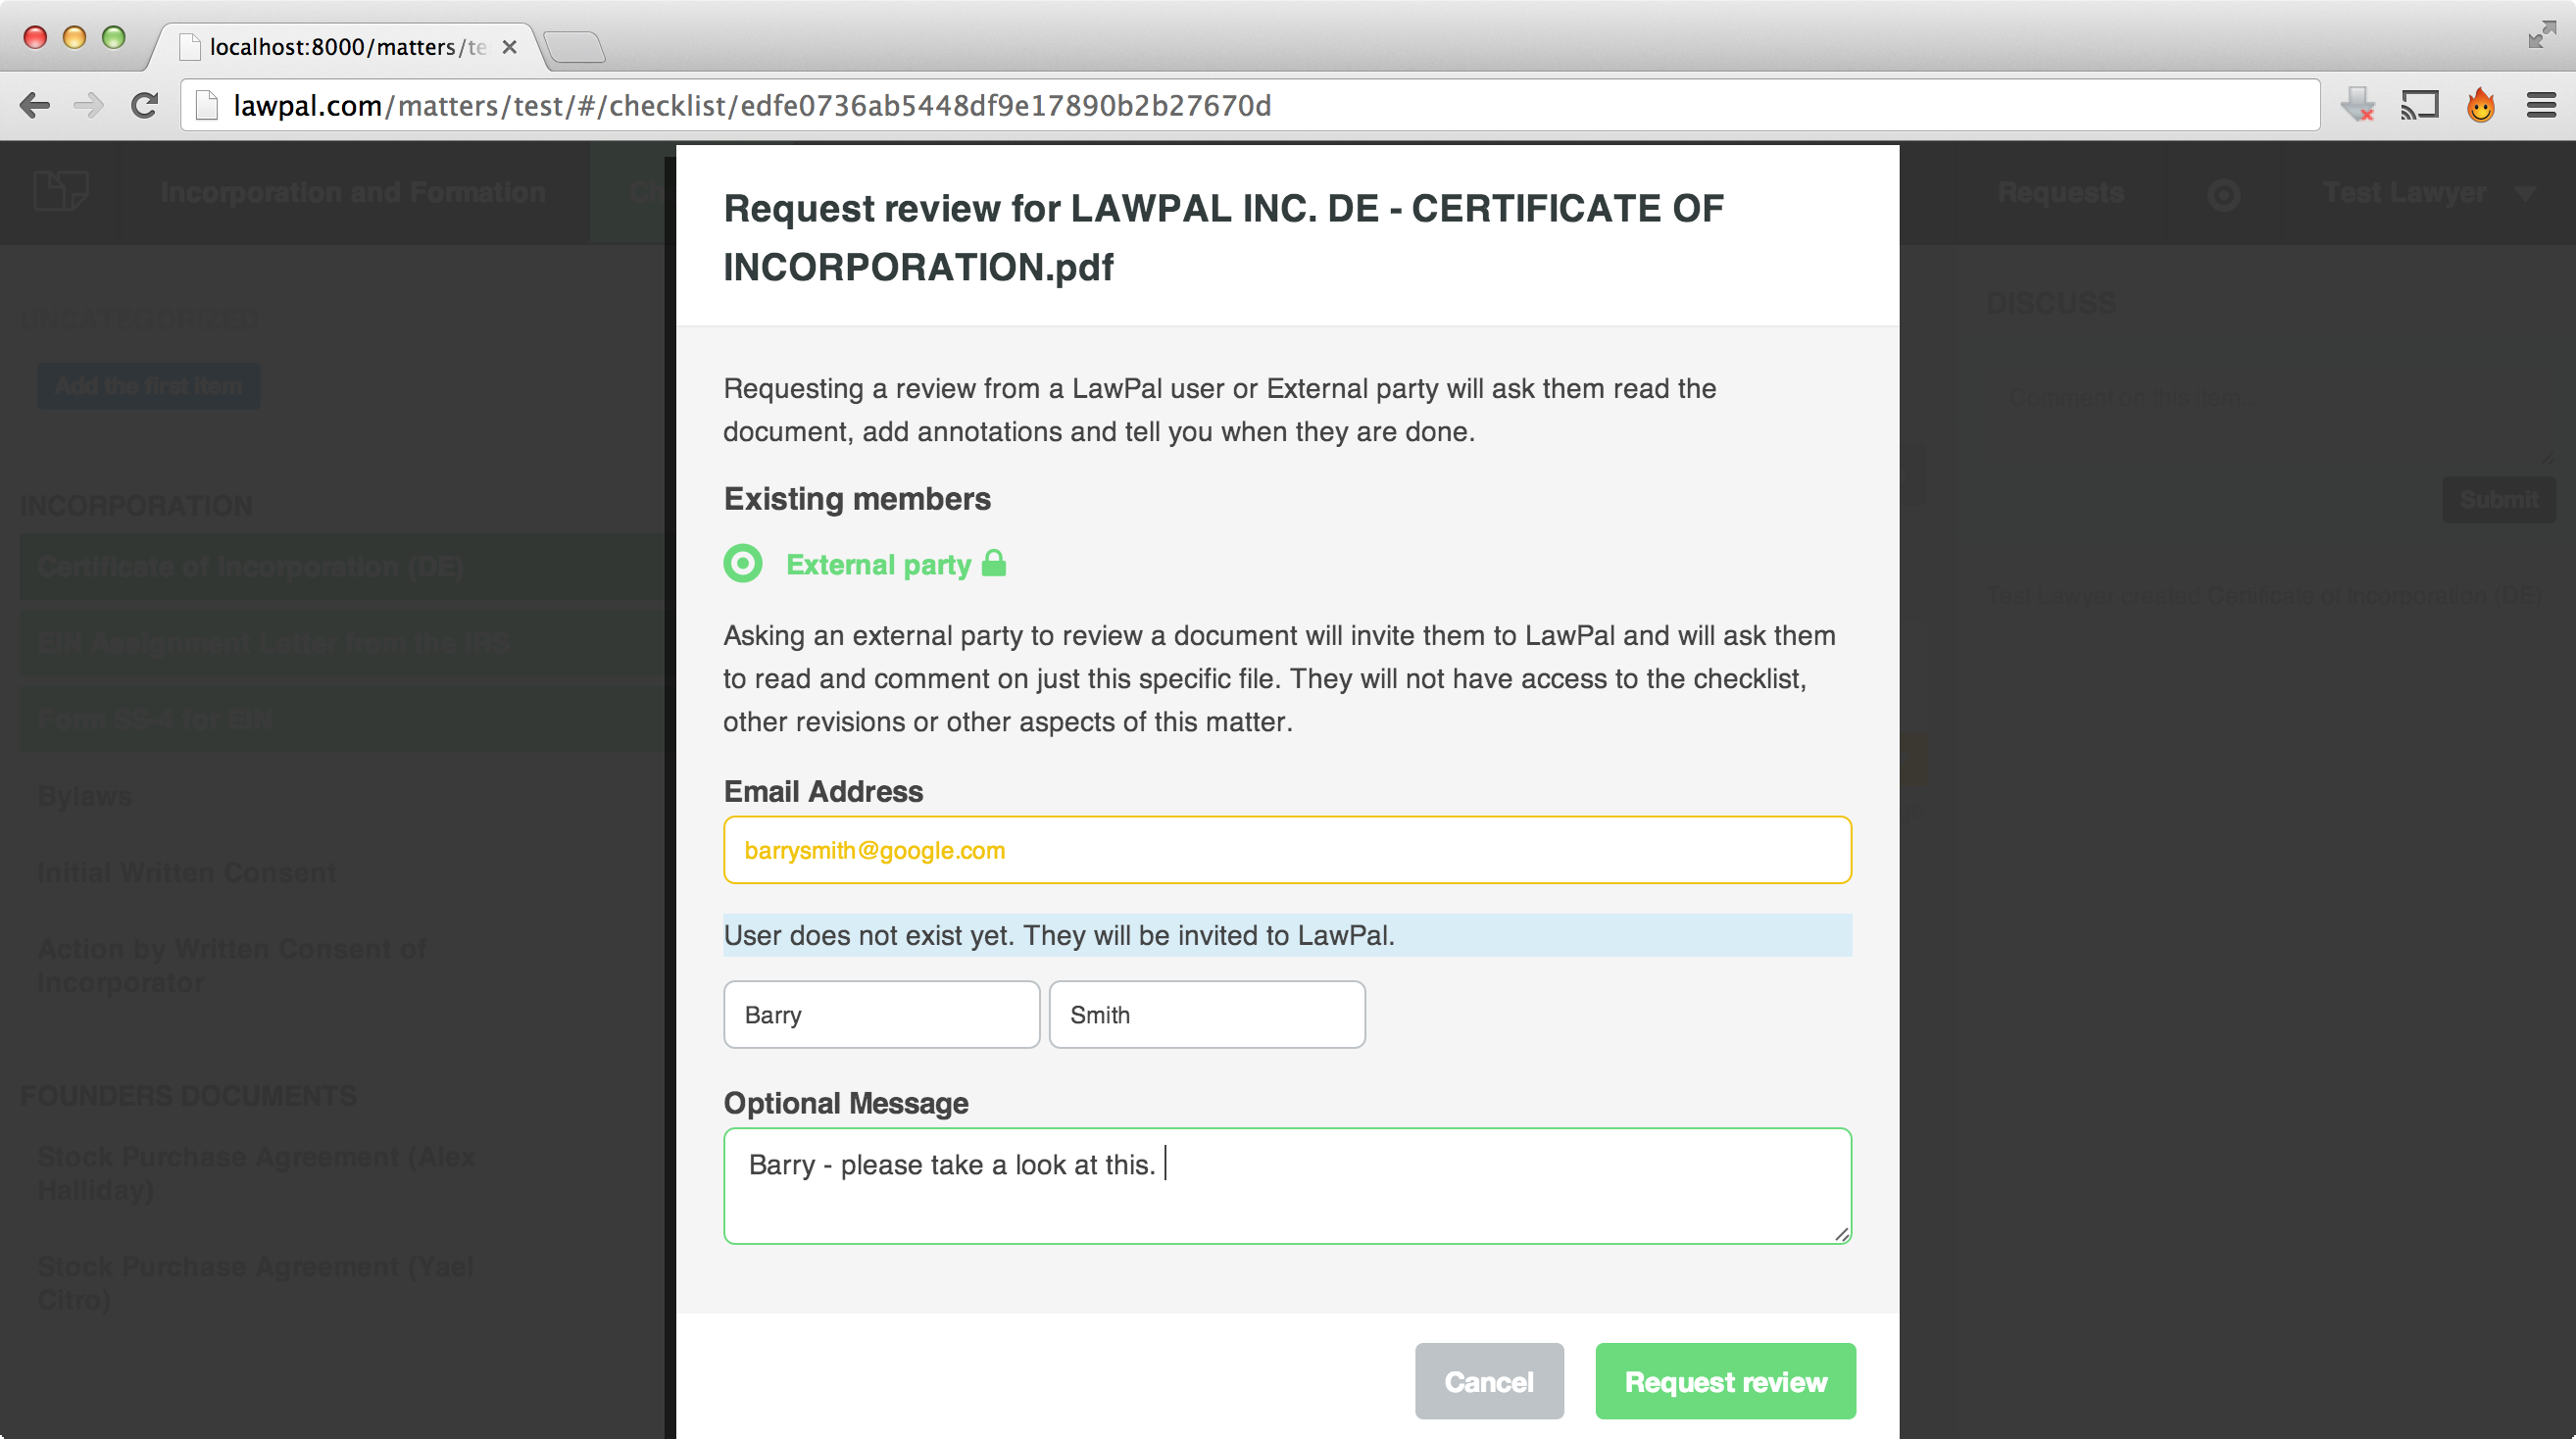 localhost:8000/matters/te
lawpal.com/matters/test/#/checklist/edfe0736ab5448df9e17890b2b27670d
Incorporation and Formation
Requests
Test Lawyer
Request review for LAWPAL INC. DE - CERTIFICATE OF
INCORPORATION.pdf
UNCATEGORIZED
Add the first item
INCORPORATION
Certificate of Incorporation (DE)
EIN Assignment Letter from the IRS
Form SS-4 for EIN
Bylaws
Initial Written Consent
Action by Written Consent of
Incorporator
FOUNDERS DOCUMENTS
Stock Purchase Agreement (Alex
Halliday)
Stock Purchase Agreement (Yael
Citro)
Requesting a review from a LawPal user or External party will ask them read the
document, add annotations and tell you when they are done.
Existing members
External party
Asking an external party to review a document will invite them to LawPal and will ask them
to read and comment on just this specific file. They will not have access to the checklist,
other revisions or other aspects of this matter.
Email Address
barrysmith@google.com
User does not exist yet. They will be invited to LawPal.
Barry
Smith
Optional Message
Barry - please take a look at this.
Cancel
Request review
DISCUSS
Comment on this item...
Submit
Test Lawyer created Certificate of Incorporation (DE)